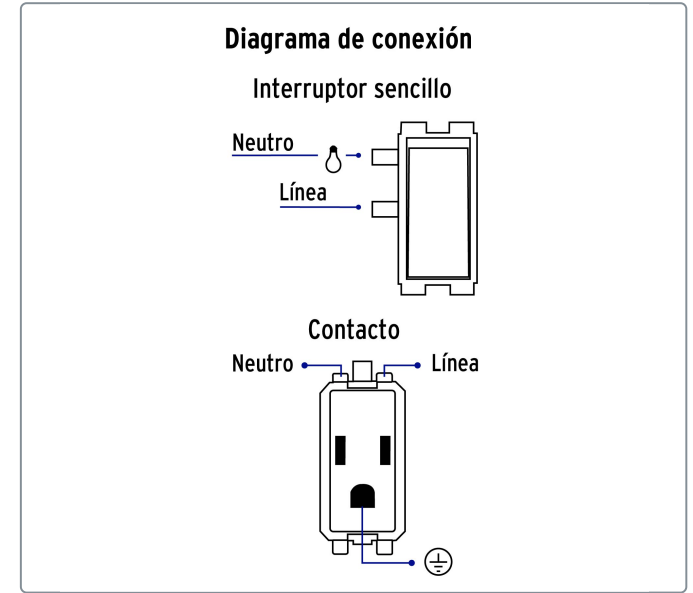 Diagrama de conexión
Interruptor sencillo
Neutro
Línea
Contacto
Neutro
Línea